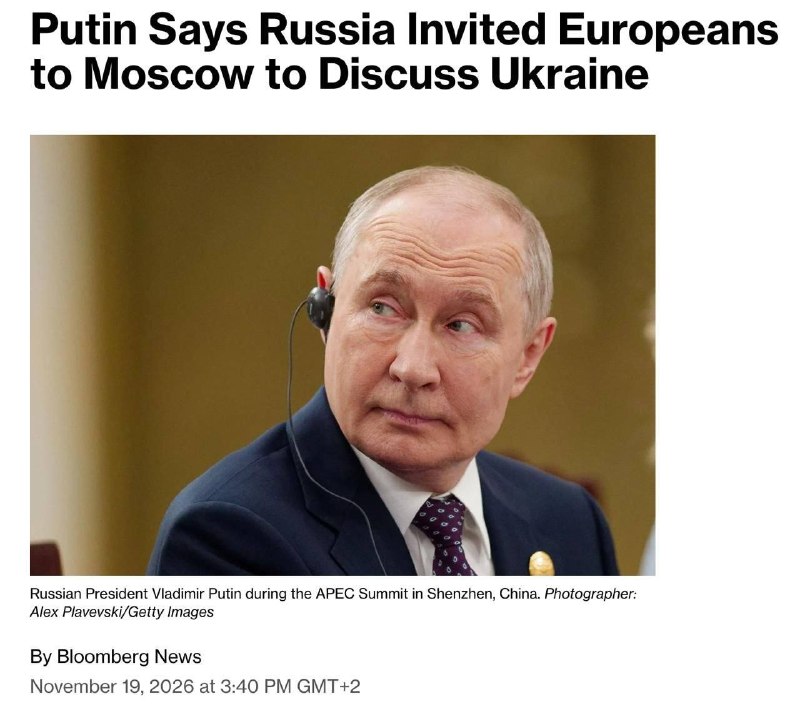 Putin Says Russia Invited Europeans
to Moscow to Discuss Ukraine
Russian President Vladimir Putin during the APEC Summit in Shenzhen, China. Photographer:
Alex Plavevski/Getty Images
By Bloomberg News
November 19, 2026 at 3:40 PM GMT+2